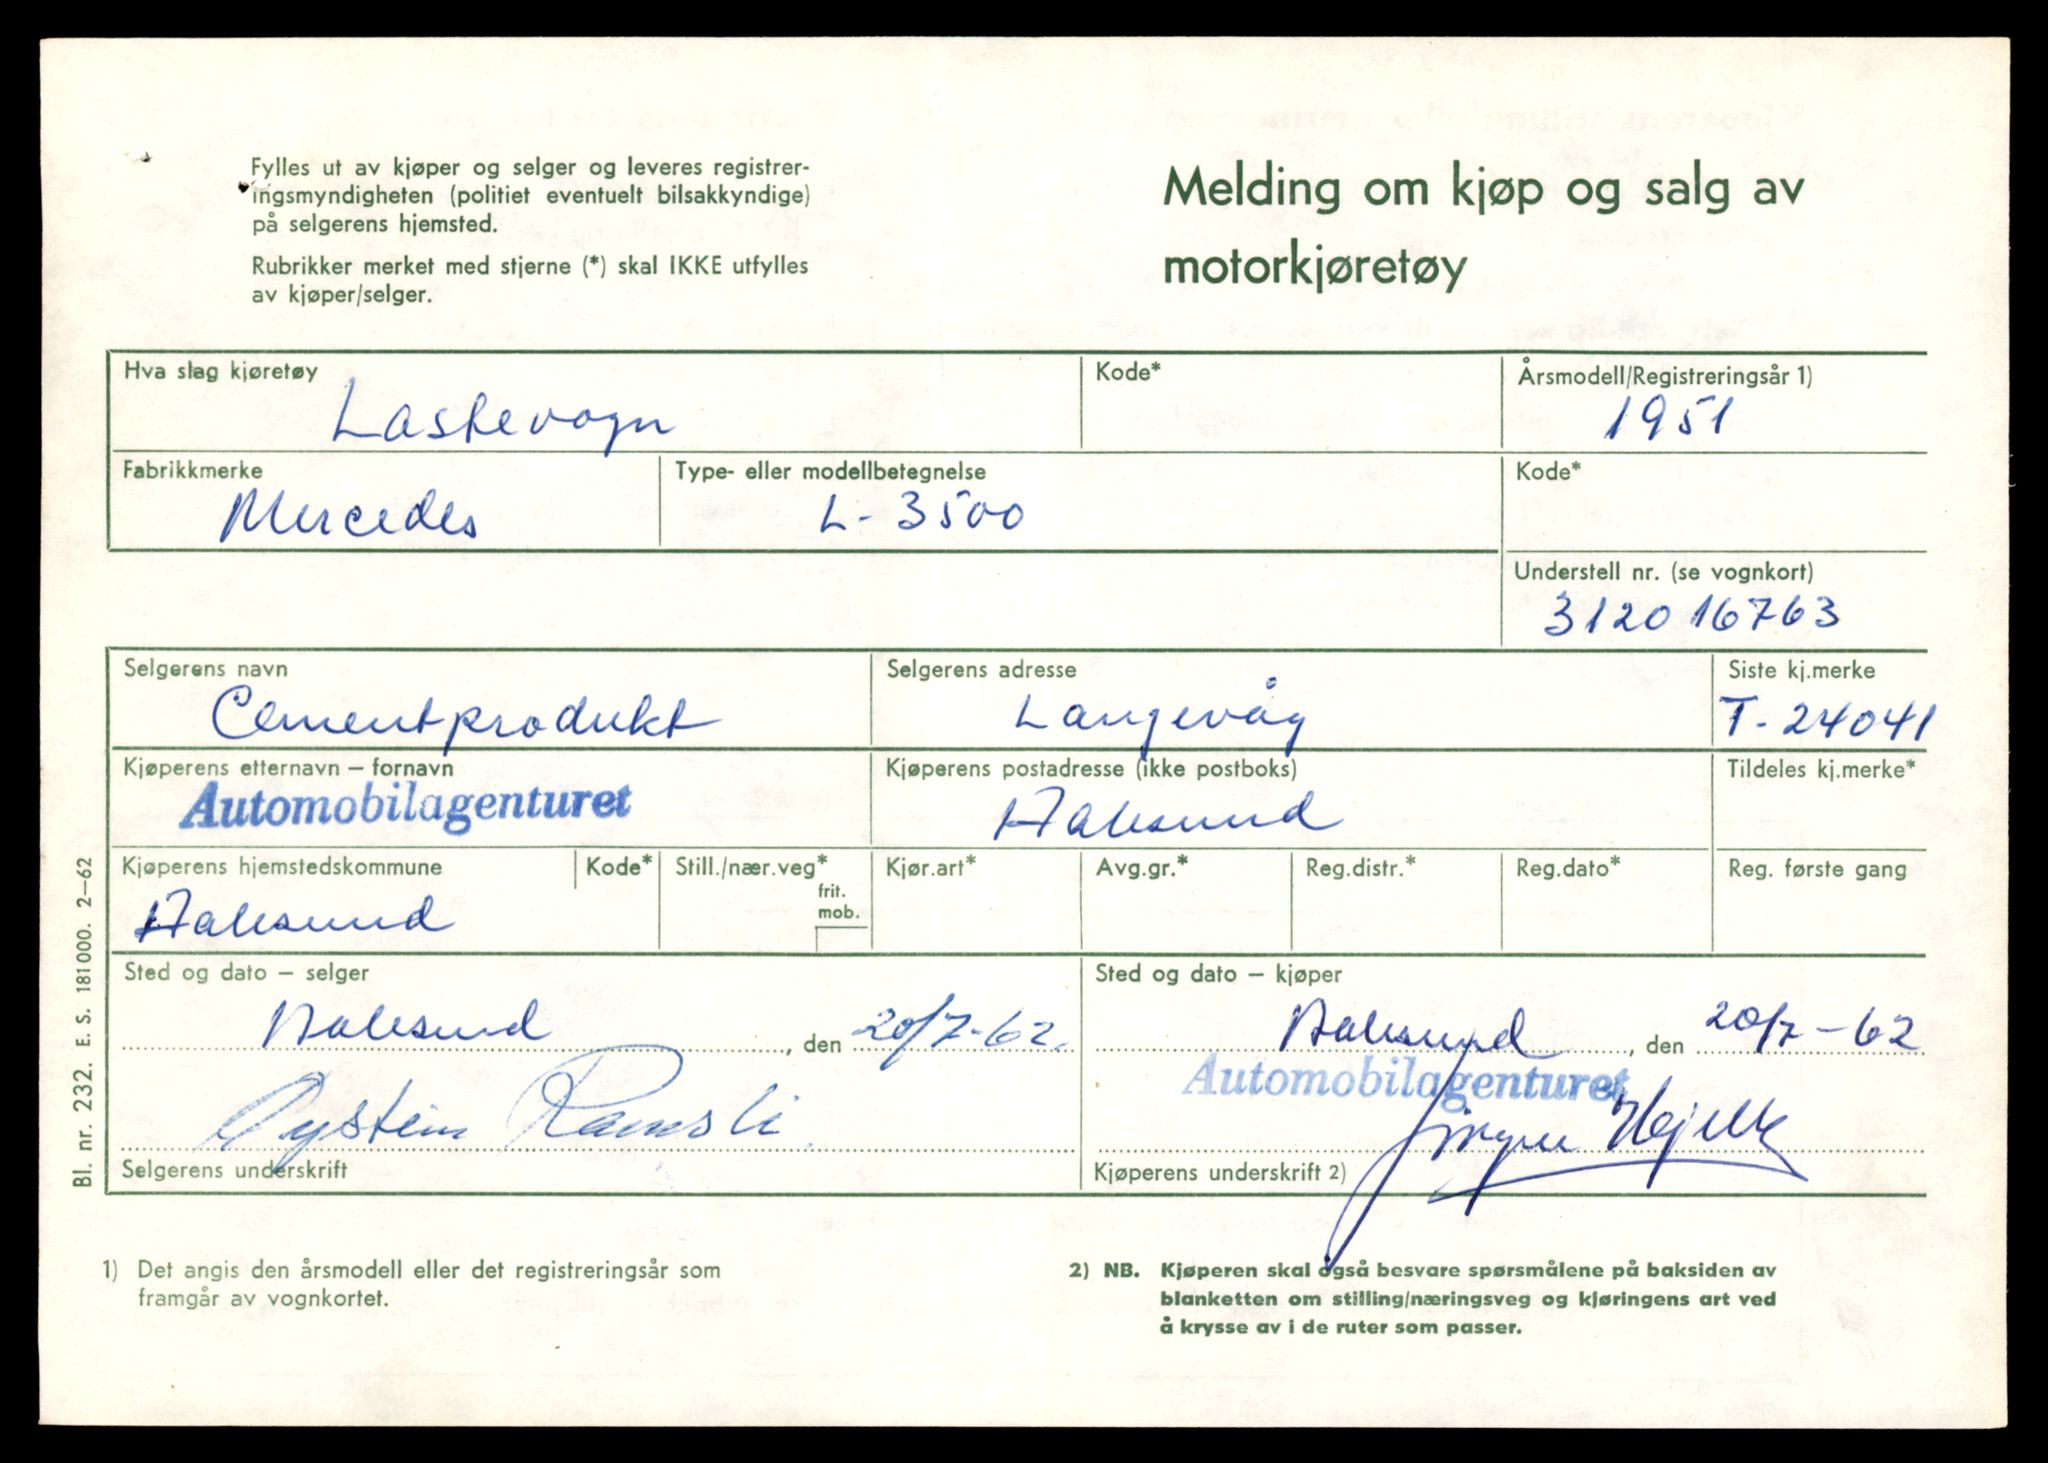 Fylles ut av kjøper og selger og leveres registrer-
ingsmyndigheten (politiet eventuelt bilsakkyndige)
på selgerens hjemsted.
Rubrikker merket med stjerne (*) skal IKKE utfylles
av kjøper/selger.
Melding om kjøp og salg av
motorkjøretøy
Hva slag kjøretøy
Lastevogn
Kode*
Årsmodell/Registreringsår 1)
1951
Fabrikkmerke
Mercedes
Type- eller modellbetegnelse
L-3500
Kode*
Understell nr. (se vognkort)
312016763
Selgerens navn
Cementprodukt
Selgerens adresse
Langevåg
Siste kj.merke
T-24041
Kjøperens etternavn – fornavn
Automobilagenturet
Kjøperens postadresse (ikke postboks)
Aalesund
Tildeles kj.merke*
Kjøperens hjemstedskommune
Aalesund
Kode*
Still./nær.veg*
frit.
mob.
Kjør.art*
Avg.gr.*
Reg.distr.*
Reg.dato*
Reg. første gang
Sted og dato – selger
Aalesund, den 20/7-62.
Øystein
Selgerens underskrift
Sted og dato – kjøper
Aalesund, den 20/7-62
Automobilagenturet
Jørgen
Kjøperens underskrift 2)
Bl. nr. 232. E. S. 181000. 2–62
1) Det angis den årsmodell eller det registreringsår som
framgår av vognkortet.
2) NB. Kjøperen skal også besvare spørsmålene på baksiden av
blanketten om stilling/næringsveg og kjøringens art ved
å krysse av i de ruter som passer.